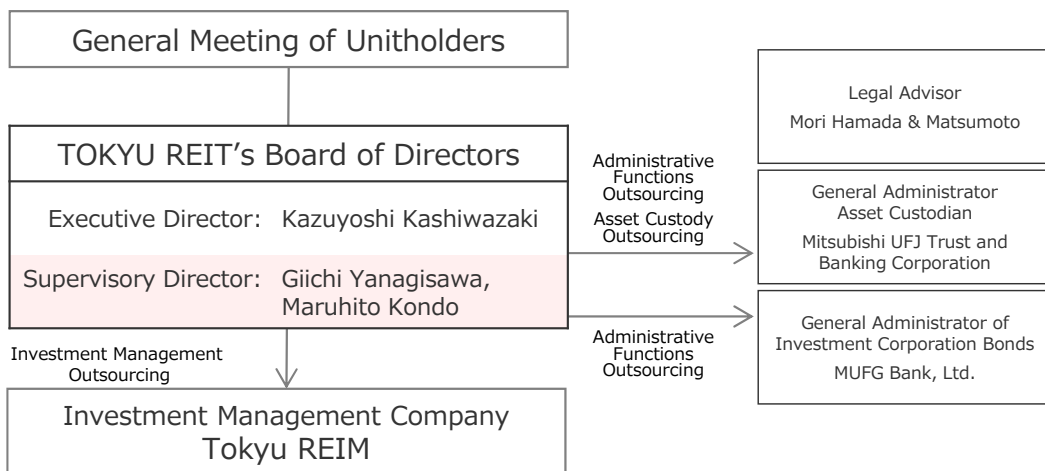 General Meeting of Unitholders
TOKYU REIT's Board of Directors
Executive Director: Kazuyoshi Kashiwazaki
Supervisory Director: Giichi Yanagisawa,
Maruhito Kondo
Investment Management
Outsourcing
Investment Management Company
Tokyu REIM
Administrative
Functions
Outsourcing
Asset Custody
Outsourcing
Administrative
Functions
Outsourcing
Legal Advisor
Mori Hamada & Matsumoto
General Administrator
Asset Custodian
Mitsubishi UFJ Trust and
Banking Corporation
General Administrator of
Investment Corporation Bonds
MUFG Bank, Ltd.